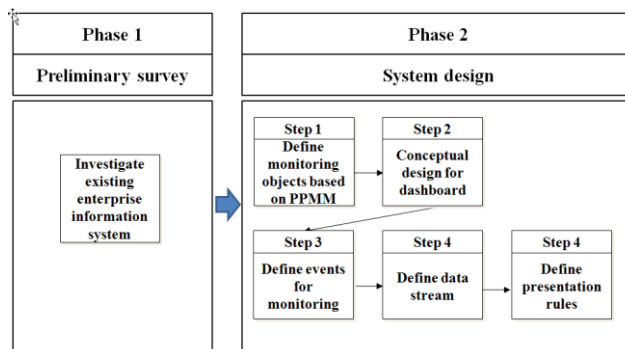 Phase 1
Preliminary survey
Investigate
existing
enterprise
information
system
Phase 2
System design
Step 1
Define
monitoring
objects based
on PPMM
Step 2
Conceptual
design for
dashboard
Step 3
Define events
for
monitoring
Step 4
Define data
stream
Step 4
Define
presentation
rules